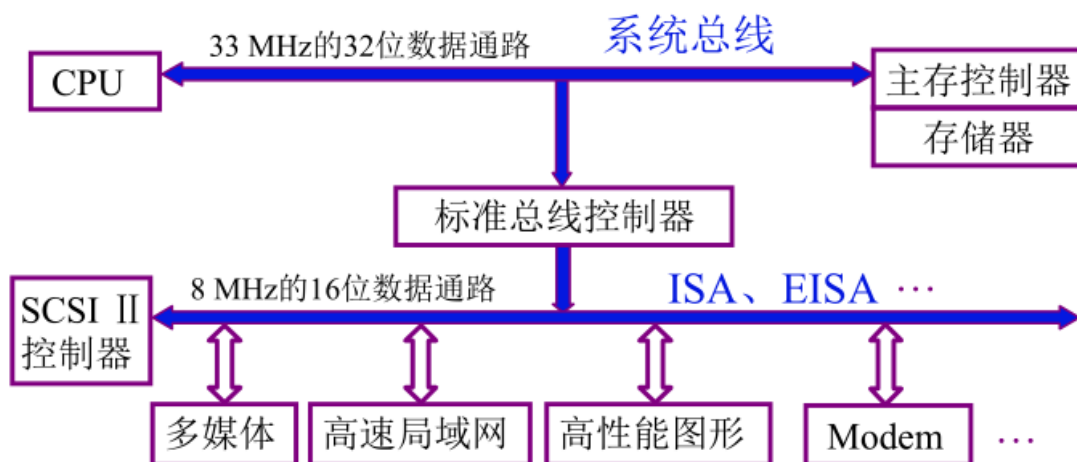 33 MHz的32位数据通路
系统总线
CPU
主存控制器
存储器
标准总线控制器
8 MHz的16位数据通路
ISA、EISA …
SCSI Ⅱ
控制器
多媒体
高速局域网
高性能图形
Modem
…